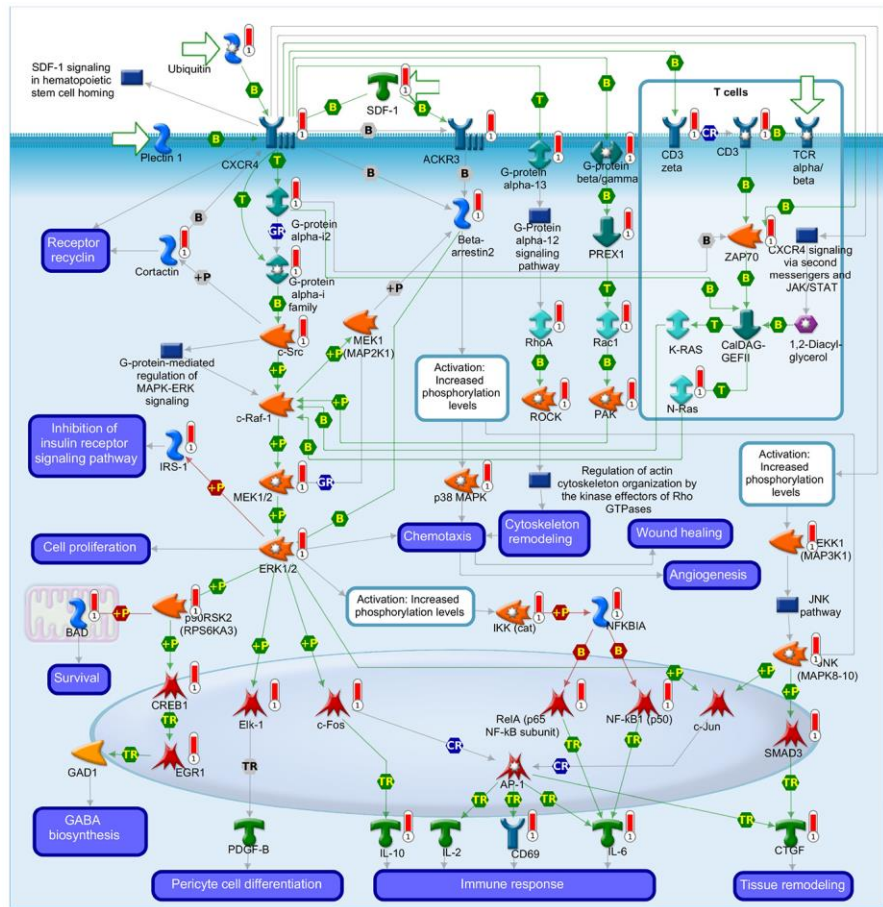 Ubiquitin
SDF-1 signaling
in hematopoietic
stem cell homing
SDF-1
T cells
Plectin 1
CXCR4
ACKR3
G-protein
alpha-13
G-protein
beta/gamma
CD3
zeta
CD3
TCR
alpha/
beta
Receptor
recyclin
Cortactin
G-protein
alpha-i2
G-protein
alpha-i
family
Beta-
arrestin2
G-Protein
alpha-12
signaling
pathway
PREX1
ZAP70
CXCR4 signaling
via second
messengers and
JAK/STAT
c-Src
MEK1
(MAP2K1)
RhoA
Rac1
K-RAS
CalDAG-
GEFII
1,2-Diacyl-
glycerol
G-protein-mediated
regulation of
MAPK-ERK
signaling
c-Raf-1
Activation:
Increased
phosphorylation
levels
ROCK
PAK
N-Ras
Inhibition of
insulin receptor
signaling pathway
IRS-1
MEK1/2
p38 MAPK
Regulation of actin
cytoskeleton organization by
the kinase effectors of Rho
GTPases
Activation:
Increased
phosphorylation
levels
Cell proliferation
ERK1/2
Chemotaxis
Cytoskeleton
remodeling
Wound healing
Angiogenesis
EKK1
(MAP3K1)
JNK
pathway
BAD
p90RSK2
(RPS6KA3)
Activation: Increased
phosphorylation levels
IKK (cat)
NFKBIA
JNK
(MAPK8-10)
Survival
CREB1
Elk-1
c-Fos
RelA (p65
NF-kB subunit)
NF-kB1 (p50)
c-Jun
SMAD3
GAD1
EGR1
AP-1
GABA
biosynthesis
PDGF-B
IL-10
IL-2
CD69
IL-6
CTGF
Pericyte cell differentiation
Immune response
Tissue remodeling